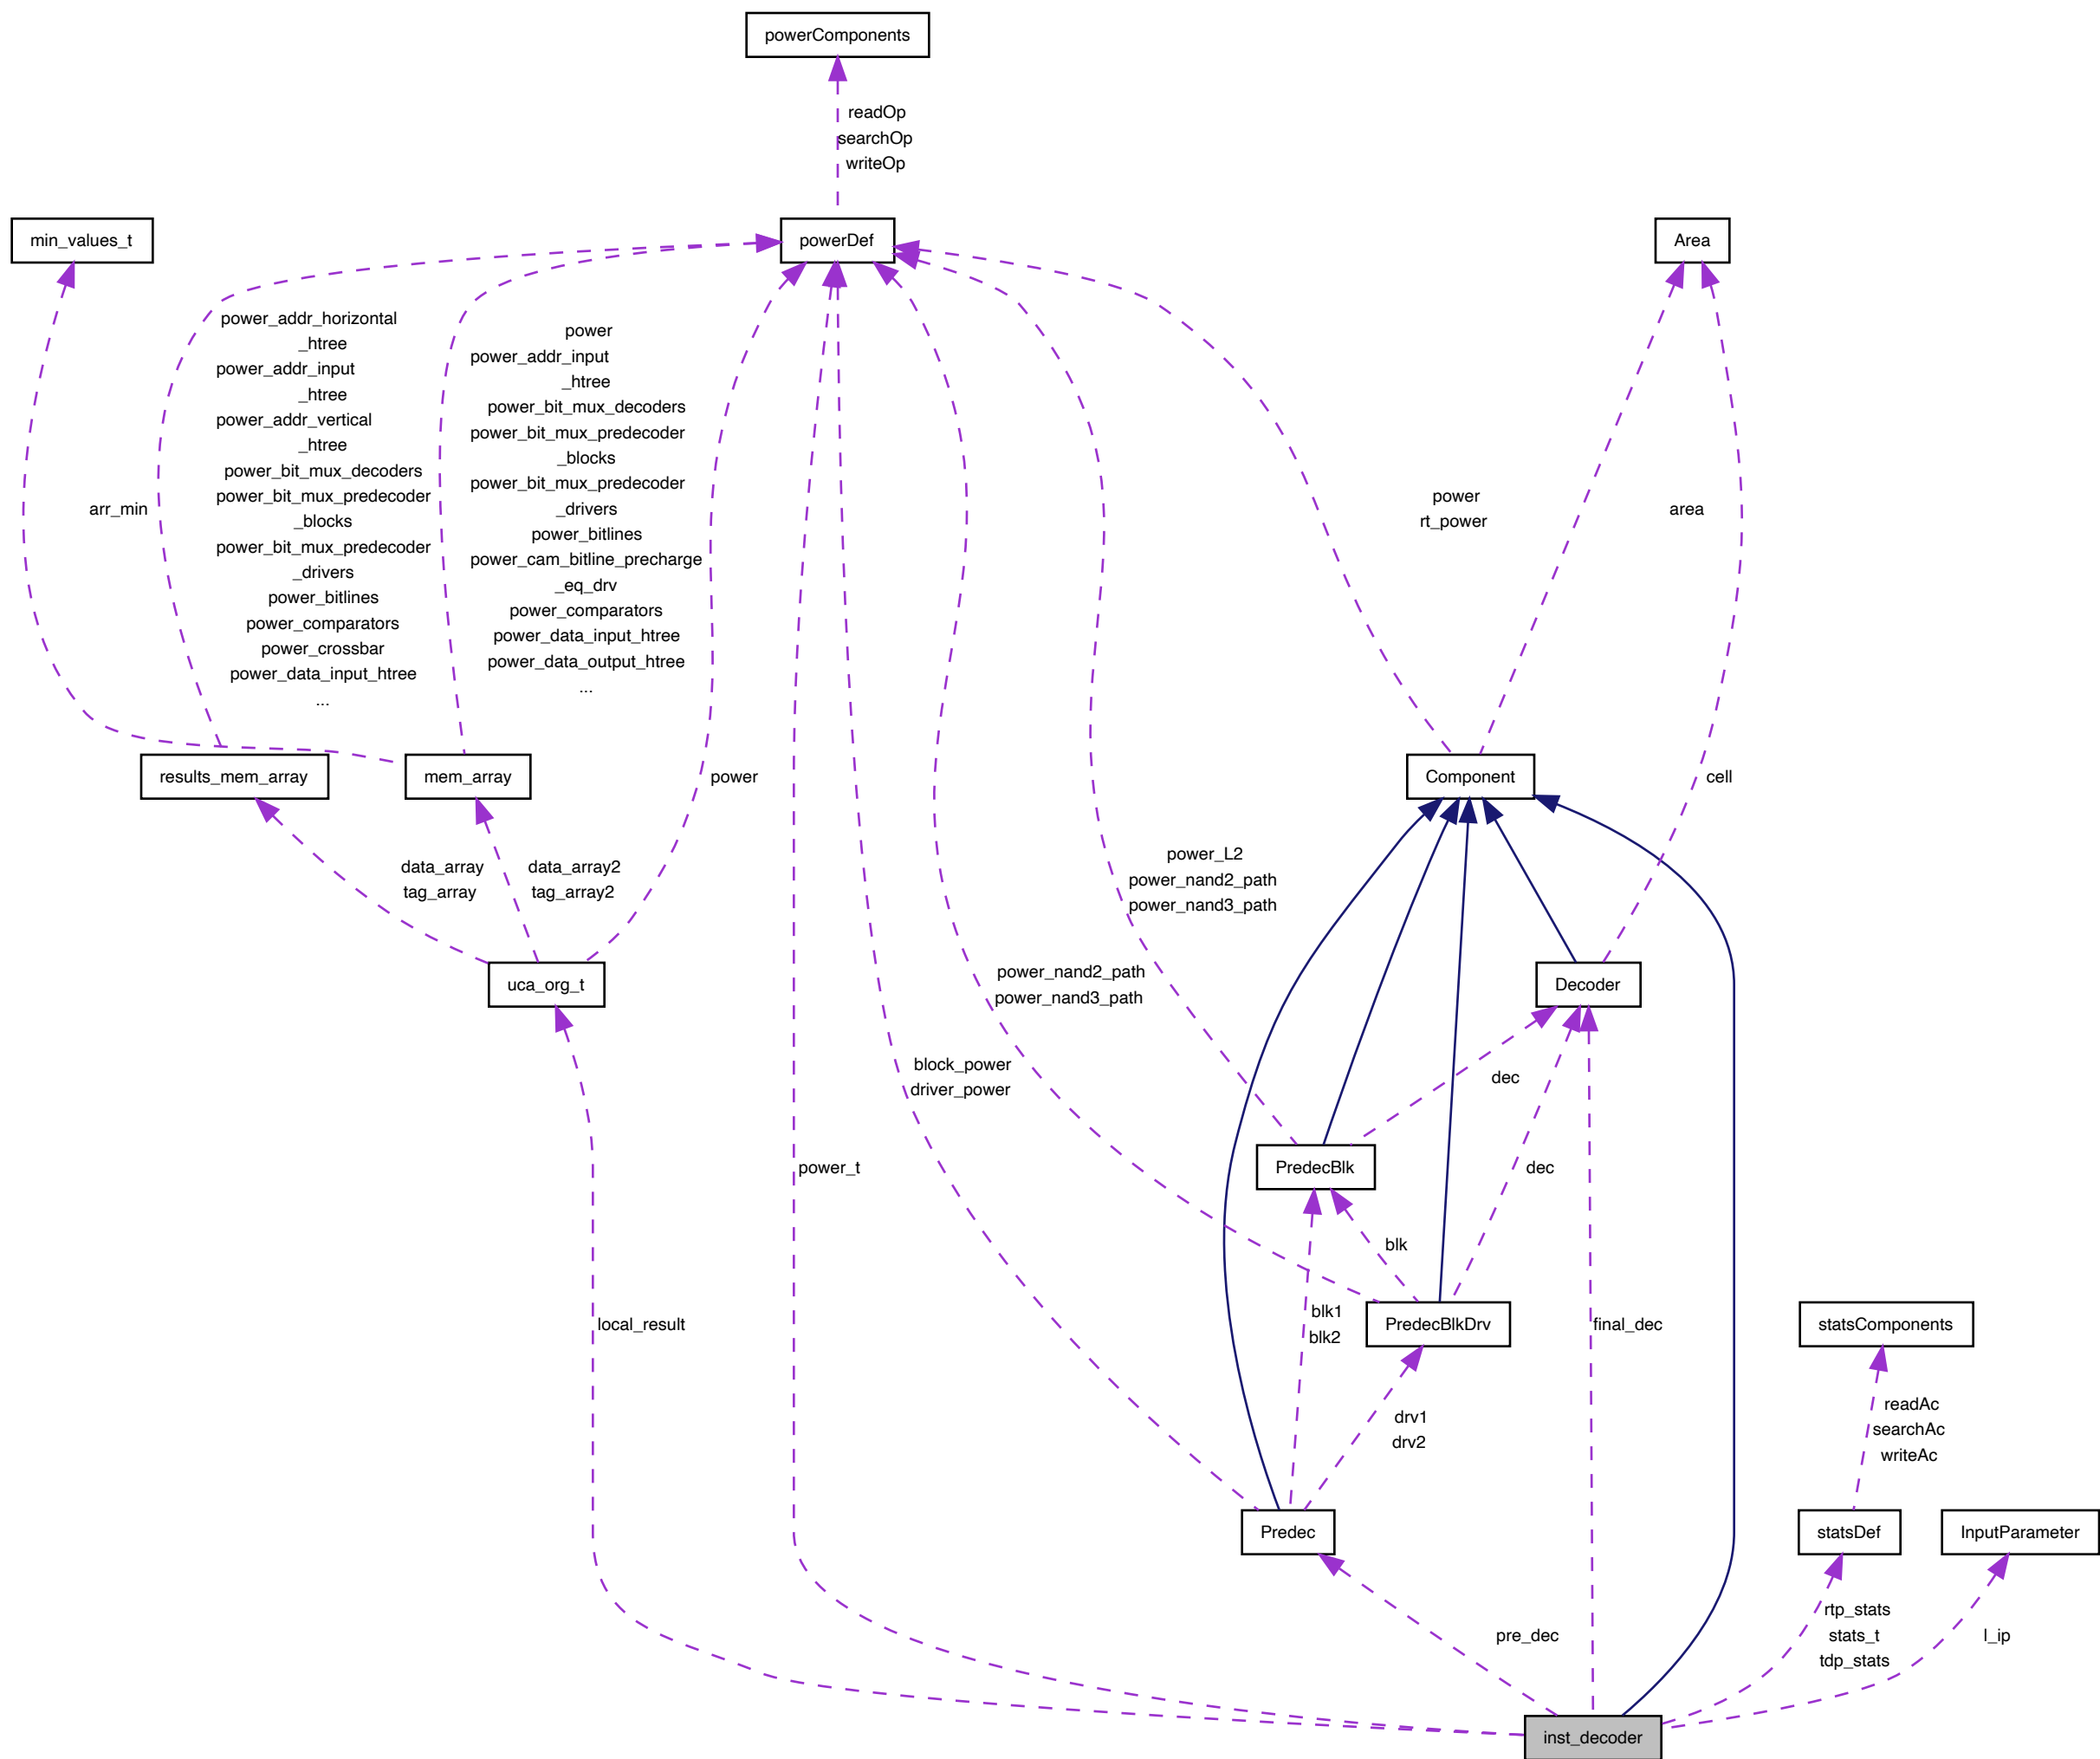 powerComponents
readOp
searchOp
writeOp
min_values_t
powerDef
Area
arr_min
power_addr_horizontal
_htree
power_addr_input
_htree
power_addr_vertical
_htree
power_bit_mux_decoders
power_bit_mux_predecoder
_blocks
power_bit_mux_predecoder
_drivers
power_bitlines
power_comparators
power_crossbar
power_data_input_htree
...
power
power_addr_input
_htree
power_bit_mux_decoders
power_bit_mux_predecoder
_blocks
power_bit_mux_predecoder
_drivers
power_bitlines
power_cam_bitline_precharge
_eq_drv
power_comparators
power_data_input_htree
power_data_output_htree
...
power
rt_power
area
results_mem_array
mem_array
power
Component
cell
data_array
tag_array
data_array2
tag_array2
power_L2
power_nand2_path
power_nand3_path
uca_org_t
Decoder
power_nand2_path
power_nand3_path
block_power
driver_power
dec
power_t
PredecBlk
dec
blk
local_result
blk1
blk2
PredecBlkDrv
final_dec
statsComponents
drv1
drv2
readAc
searchAc
writeAc
Predec
statsDef
InputParameter
pre_dec
rtp_stats
stats_t
tdp_stats
l_ip
inst_decoder